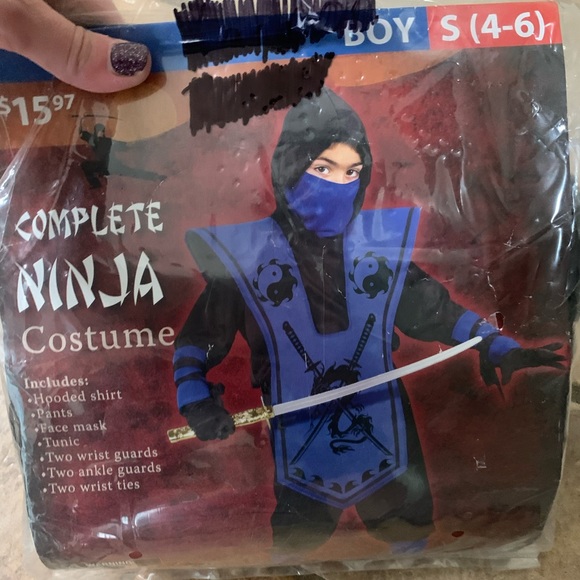 BOY S (4-6)
$15.97
COMPLETE
NINJA
Costume
Includes:
•Hooded shirt
•Pants
•Face mask
•Tunic
•Two wrist guards
•Two ankle guards
•Two wrist ties